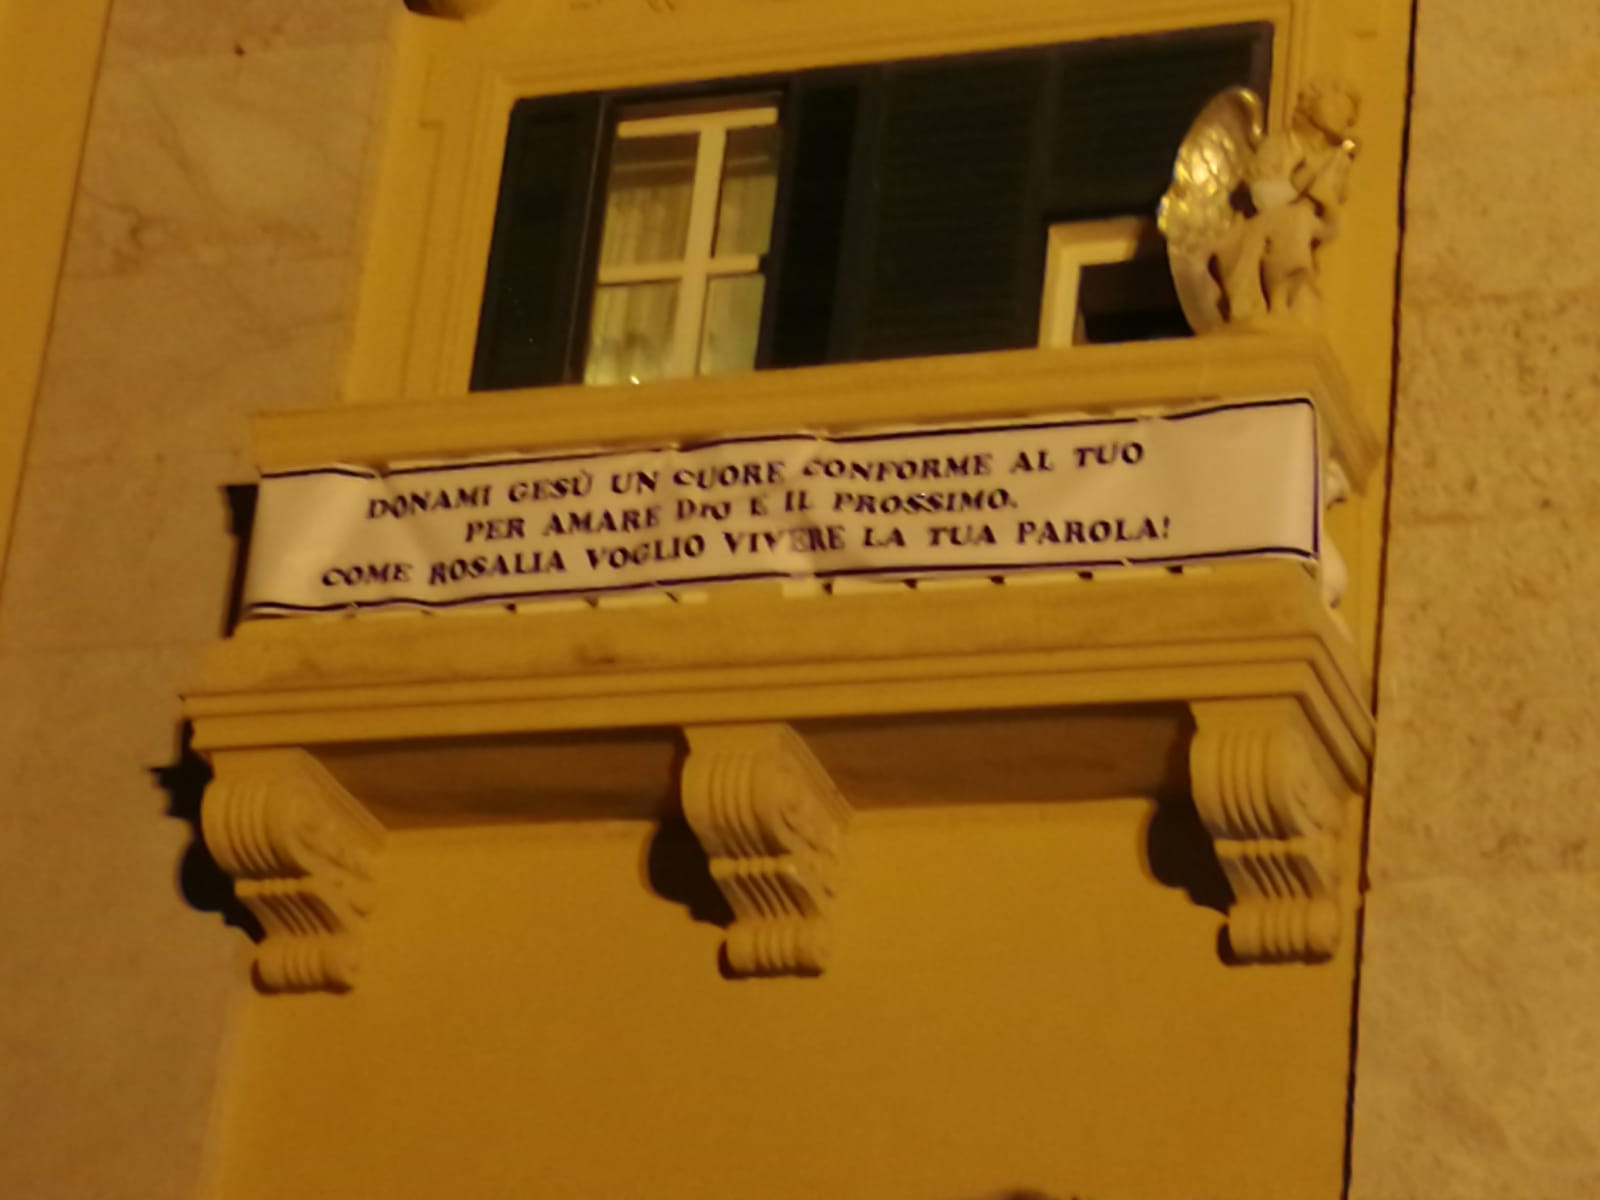 DONAMI GESÙ UN CUORE CONFORME AL TUO
PER AMARE DIO E IL PROSSIMO.
COME ROSALIA VOGLIO VIVERE LA TUA PAROLA!